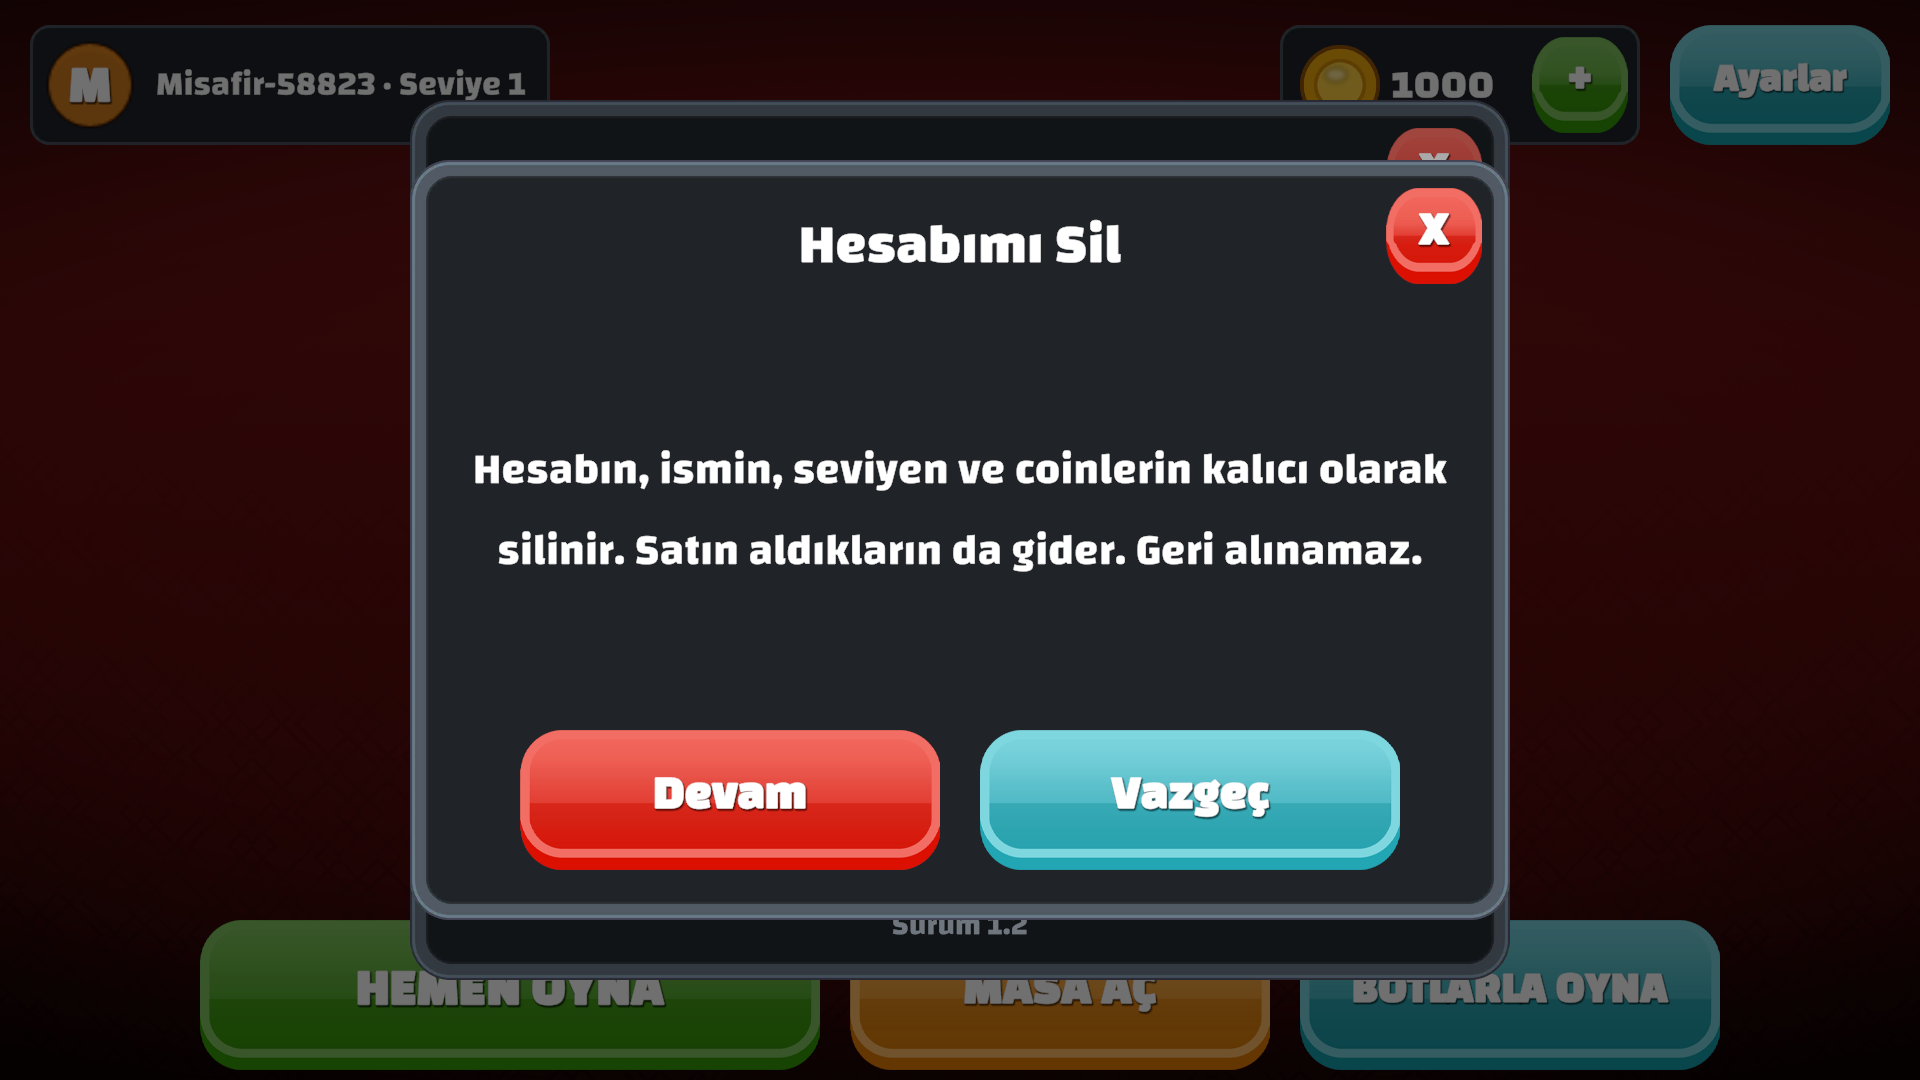 M
Misafir-58823 · Seviye 1
1000
+
Ayarlar
X
Hesabımı Sil
Hesabın, ismin, seviyen ve coinlerin kalıcı olarak
silinir. Satın aldıkların da gider. Geri alınamaz.
Devam
Vazgeç
Sürüm 1.2
HEMEN OYNA
MASA AÇ
BOTLARLA OYNA